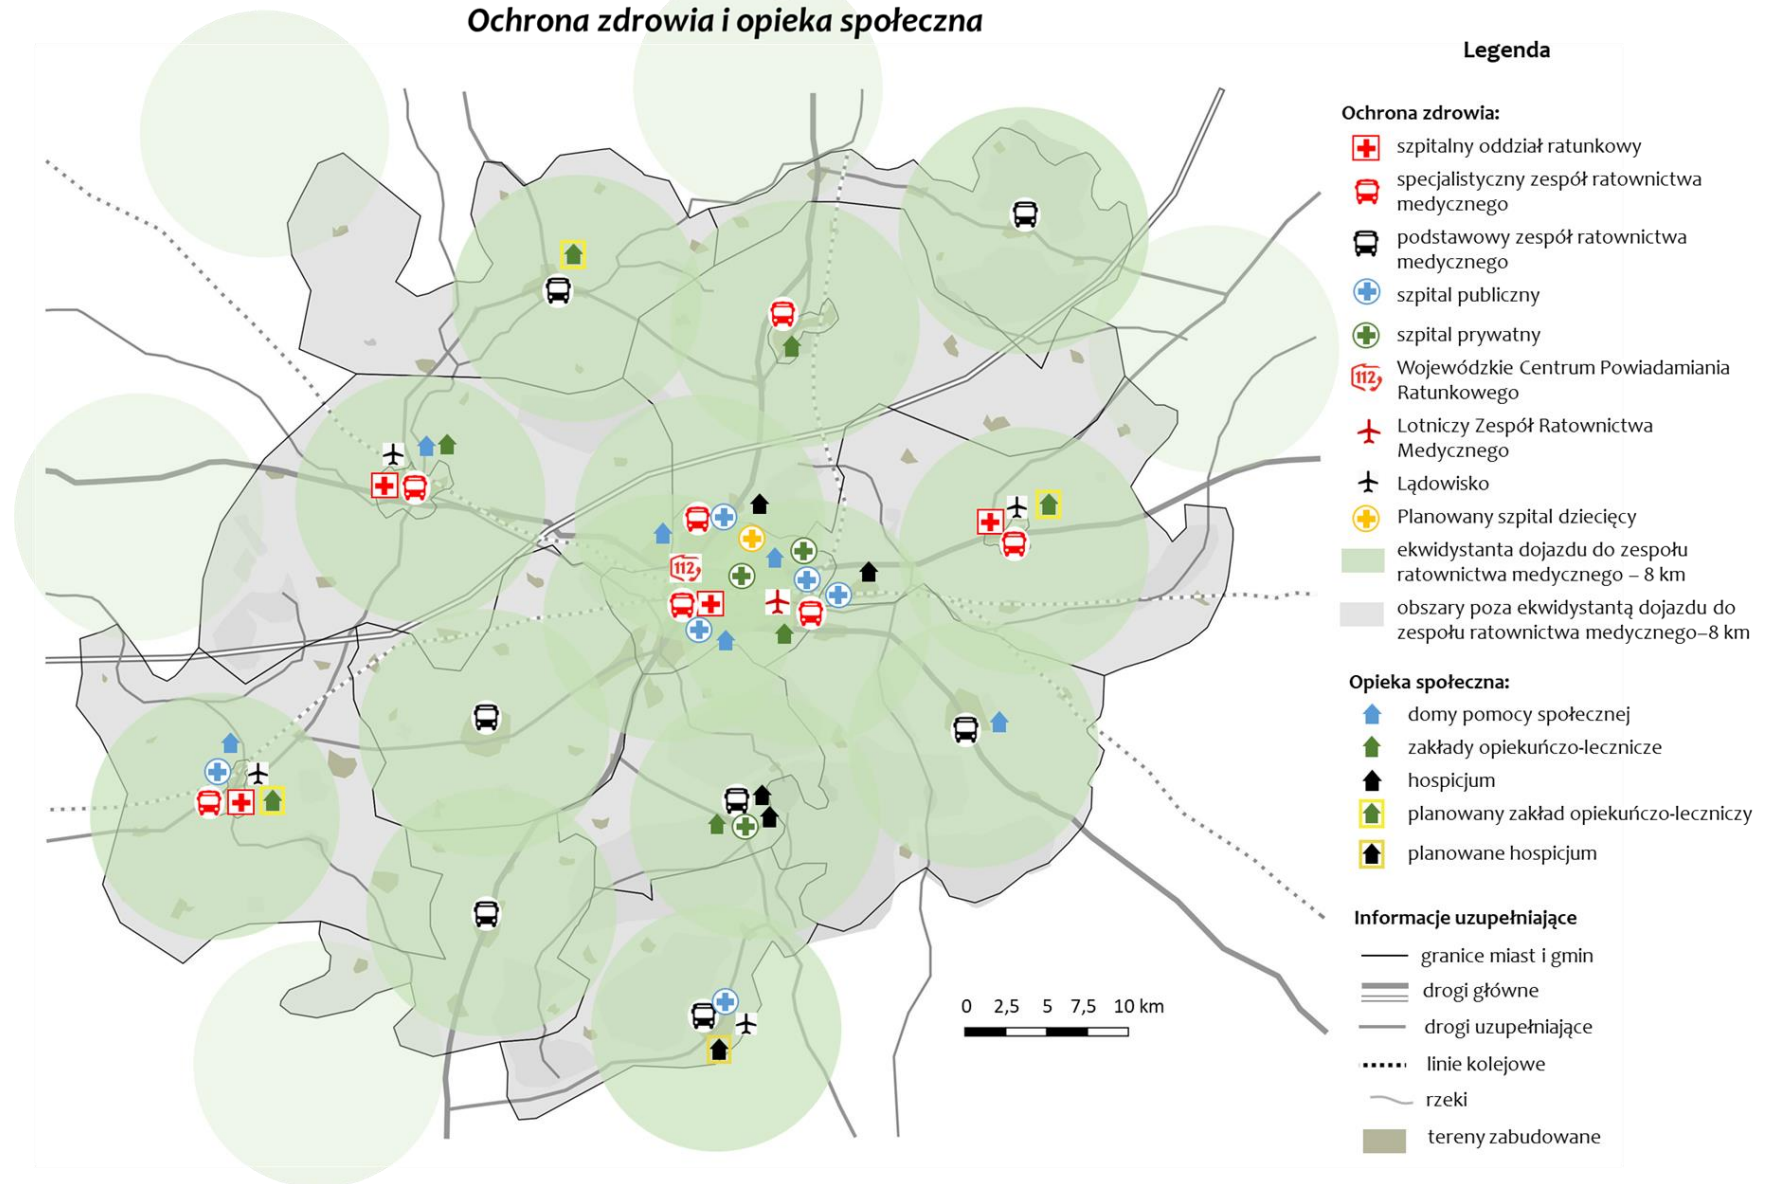 Ochrona zdrowia i opieka społeczna
Legenda
Ochrona zdrowia:
szpitalny oddział ratunkowy
specjalistyczny zespół ratownictwa
medycznego
podstawowy zespół ratownictwa
medycznego
szpital publiczny
szpital prywatny
112
Wojewódzkie Centrum Powiadamiania
Ratunkowego
Lotniczy Zespół Ratownictwa
Medycznego
Lądowisko
Planowany szpital dziecięcy
ekwidystanta dojazdu do zespołu
ratownictwa medycznego – 8 km
obszary poza ekwidystantą dojazdu do
zespołu ratownictwa medycznego–8 km
Opieka społeczna:
domy pomocy społecznej
zakłady opiekuńczo-lecznicze
hospicjum
planowany zakład opiekuńczo-leczniczy
planowane hospicjum
Informacje uzupełniające
granice miast i gmin
drogi główne
drogi uzupełniające
linie kolejowe
rzeki
tereny zabudowane
112
0 2,5 5 7,5 10 km